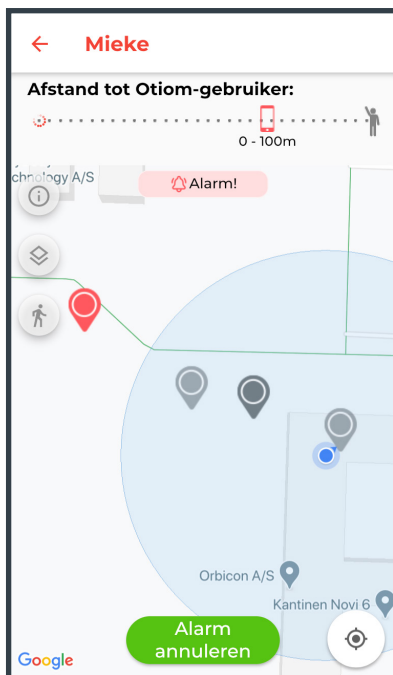 Mieke
Afstand tot Otiom-gebruiker:
0 - 100m
chnology A/S
Alarm!
Orbicon A/S
Kantinen Novi 6
Alarm
annuleren
Google